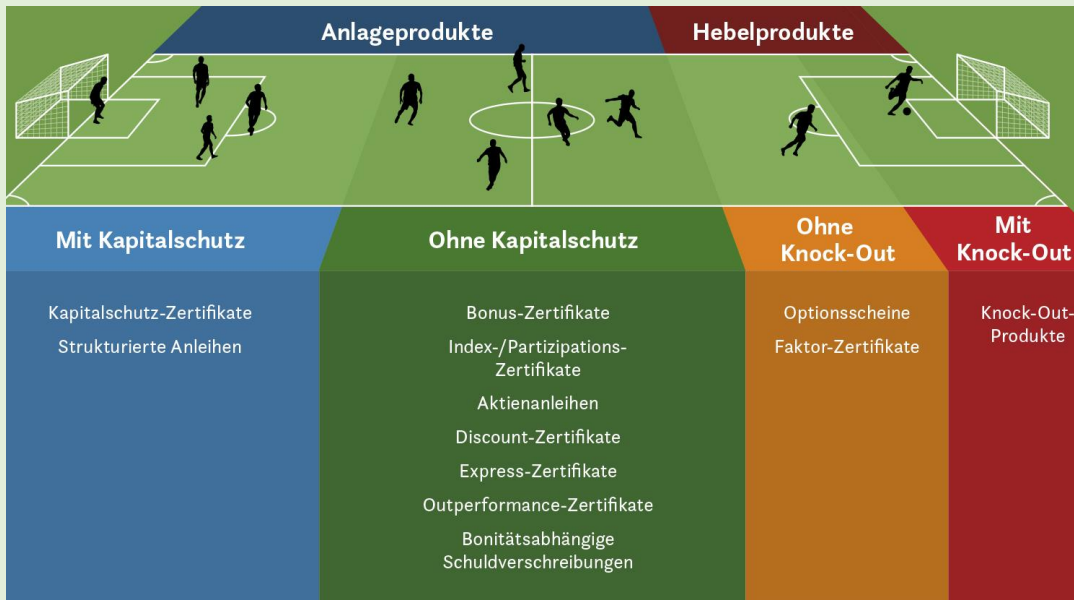 Anlageprodukte
Hebelprodukte
Mit Kapitalschutz
Ohne Kapitalschutz
Ohne
Knock-Out
Mit
Knock-Out
Kapitalschutz-Zertifikate
Strukturierte Anleihen
Bonus-Zertifikate
Index-/Partizipations-
Zertifikate
Aktienanleihen
Discount-Zertifikate
Express-Zertifikate
Outperformance-Zertifikate
Bonitätsabhängige
Schuldverschreibungen
Optionsscheine
Faktor-Zertifikate
Knock-Out-
Produkte